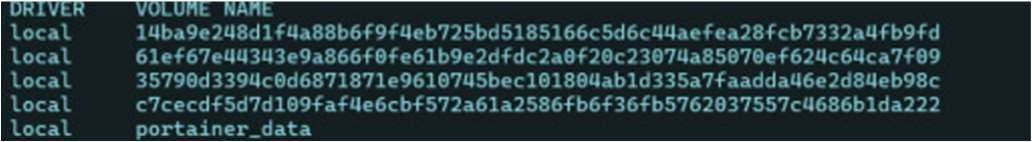 DRIVER VOLUME NAME
local 14ba9e248d1f4a88b6f9f4eb725bd5185166c5d6c44aefea28fcb7332a4fb9fd
local 61ef67e44343e9a866f0fe61b9e2dfdc2a0f20c23074a85070ef624c64ca7f09
local 35790d3394c0d6871871e9610745bec101804ab1d335a7faadda46e2d84eb98c
local c7cecdf5d7d109faf4e6cbf572a61a2586fb6f36fb5762037557c4686b1da222
local portainer_data